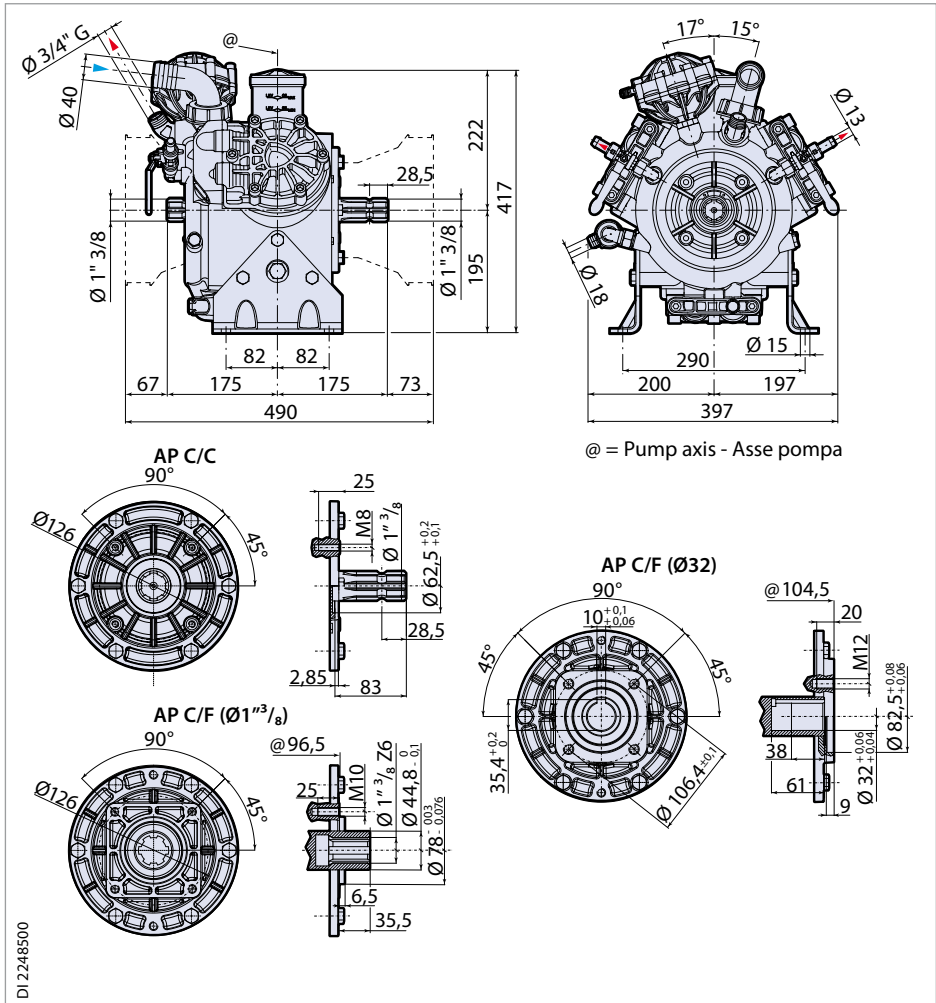 Ø 3/4" G
@
Ø 40
222
417
28,5
Ø 1" 3/8
Ø 1" 3/8
195
82
82
67
175
175
73
490
17°
15°
Ø 13
Ø 18
Ø 15
290
200
197
397
@ = Pump axis - Asse pompa
AP C/C
90°
Ø126
45°
25
M8
Ø 1" 3/8
Ø 62,5 +0,2 +0,1
28,5
2,85
83
AP C/F (Ø1"3/8)
90°
Ø126
45°
@96,5
25
M10
Ø 1" 3/8 Z6
Ø 44,8 0 -0,1
Ø 78 -003 -0,076
6,5
35,5
AP C/F (Ø32)
90°
10 +0,1 +0,06
45°
45°
35,4 +0,2 0
Ø 106,4 ±0,1
@104,5
20
M12
Ø 82,5 +0,08 +0,06
Ø 32 +0,06 +0,04
38
61
9
DI 2248500